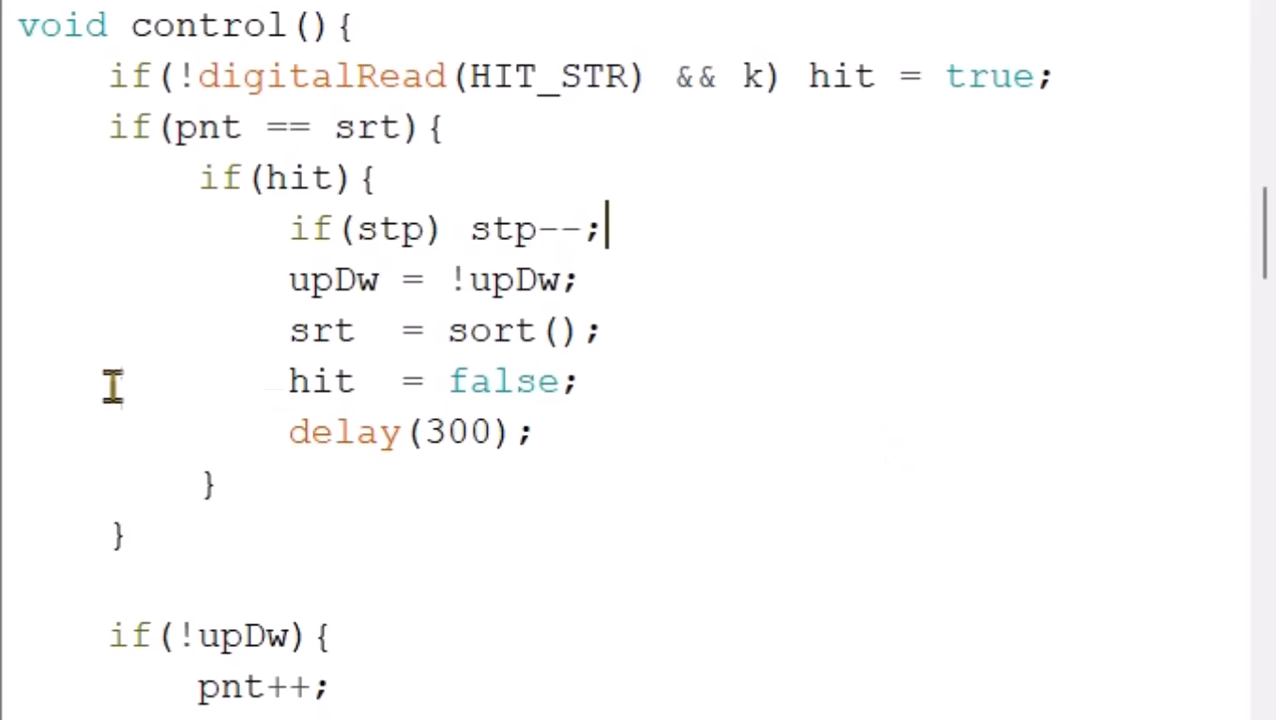 void control(){
    if(!digitalRead(HIT_STR) && k) hit = true;
    if(pnt == srt){
        if(hit){
            if(stp) stp--;
            upDw = !upDw;
            srt  = sort();
            hit  = false;
            delay(300);
        }
    }
    if(!upDw){
        pnt++;